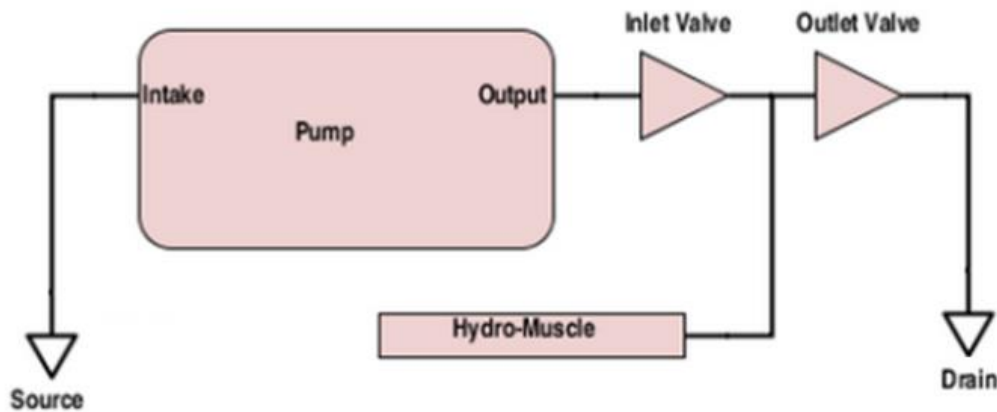 Inlet Valve
Outlet Valve
Intake
Output
Pump
Hydro-Muscle
Source
Drain